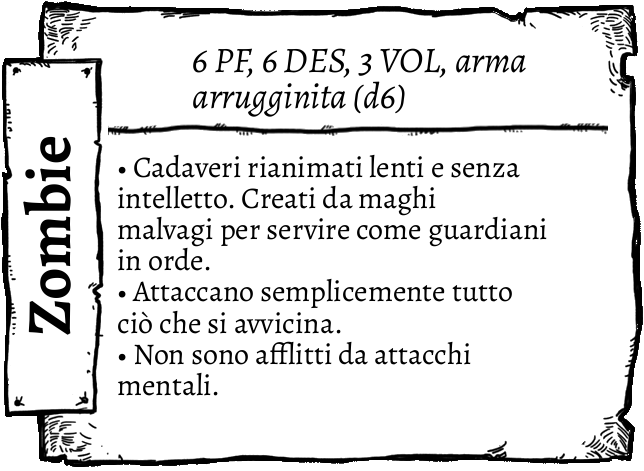 Zombie
6 PF, 6 DES, 3 VOL, arma
arrugginita (d6)
• Cadaveri rianimati lenti e senza
intelletto. Creati da maghi
malvagi per servire come guardiani
in orde.
• Attaccano semplicemente tutto
ciò che si avvicina.
• Non sono afflitti da attacchi
mentali.